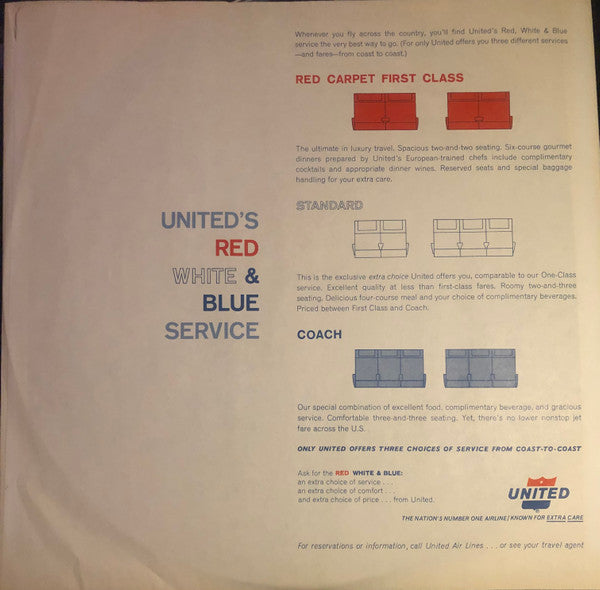 Whenever you fly across the country, you'll find United's Red, White & Blue
service the very best way to go. (For only United offers you three different services
—and fares—from coast to coast.)
RED CARPET FIRST CLASS
The ultimate in luxury travel. Spacious two-and-two seating. Six-course gourmet
dinners prepared by United's European-trained chefs include complimentary
cocktails and appropriate dinner wines. Reserved seats and special baggage
handling for your extra care.
STANDARD
This is the exclusive extra choice United offers you, comparable to our One-Class
service. Excellent quality at less than first-class fares. Roomy two-and-three
seating. Delicious four-course meal and your choice of complimentary beverages.
Priced between First Class and Coach.
COACH
Our special combination of excellent food, complimentary beverage, and gracious
service. Comfortable three-and-three seating. Yet, there's no lower nonstop jet
fare across the U.S.
ONLY UNITED OFFERS THREE CHOICES OF SERVICE FROM COAST-TO-COAST
Ask for the RED WHITE & BLUE:
an extra choice of service . . .
an extra choice of comfort . . .
and extra choice of price . . . from United.
UNITED
THE NATION'S NUMBER ONE AIRLINE/KNOWN FOR EXTRA CARE
For reservations or information, call United Air Lines . . . or see your travel agent
UNITED'S
RED
WHITE &
BLUE
SERVICE